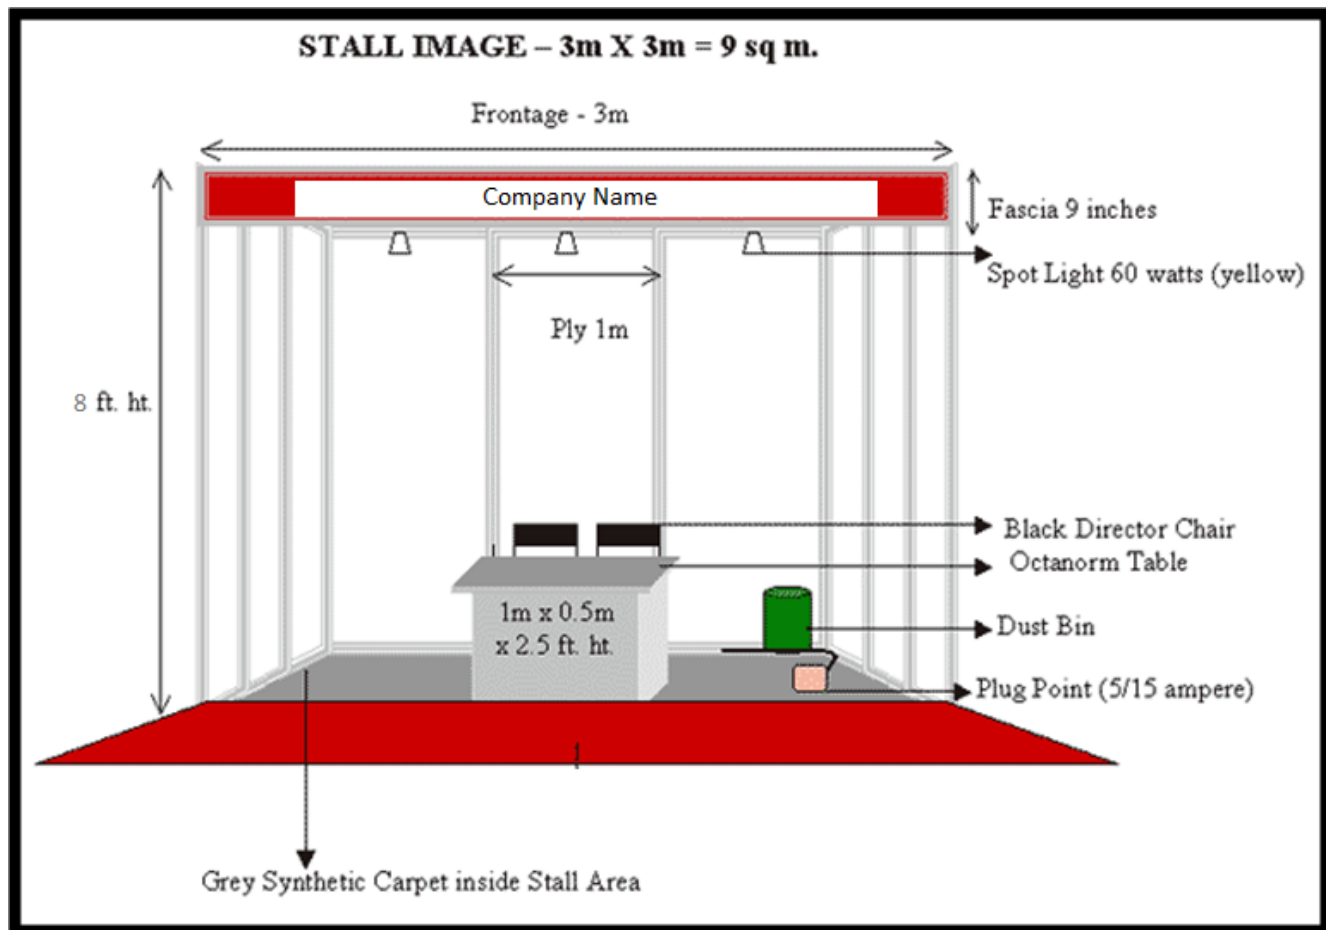 STALL IMAGE – 3m X 3m = 9 sq m.
Frontage - 3m
Company Name
Fascia 9 inches
Spot Light 60 watts (yellow)
Ply 1m
8 ft. ht.
Black Director Chair
Octanorm Table
1m x 0.5m
x 2.5 ft. ht.
Dust Bin
Plug Point (5/15 ampere)
Grey Synthetic Carpet inside Stall Area